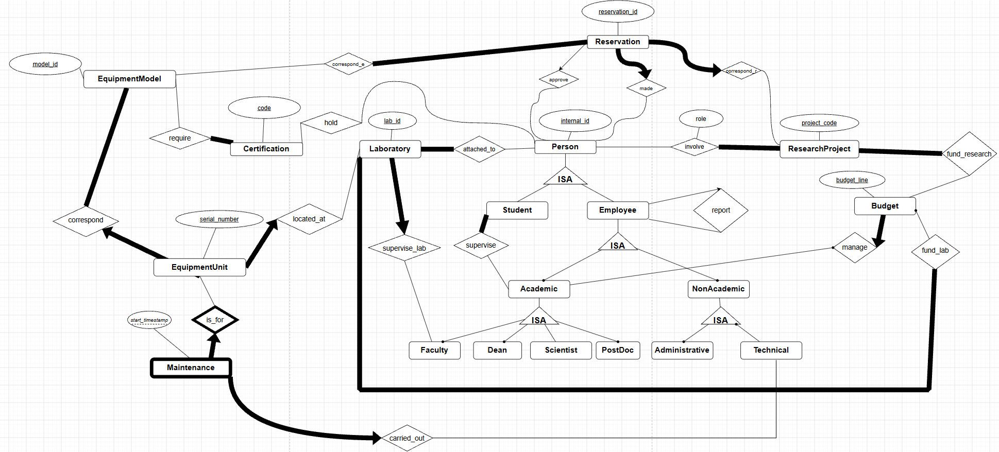 reservation_id
Reservation
model_id
correspond_e
correspond_r
EquipmentModel
approve
made
code
hold
lab_id
internal_id
role
project_code
require
Certification
Laboratory
attached_to
Person
involve
ResearchProject
fund_research
ISA
budget_line
Student
Employee
report
Budget
correspond
serial_number
located_at
supervise_lab
supervise
ISA
manage
fund_lab
EquipmentUnit
Academic
NonAcademic
start_timestamp
is_for
ISA
ISA
Faculty
Dean
Scientist
PostDoc
Administrative
Technical
Maintenance
carried_out